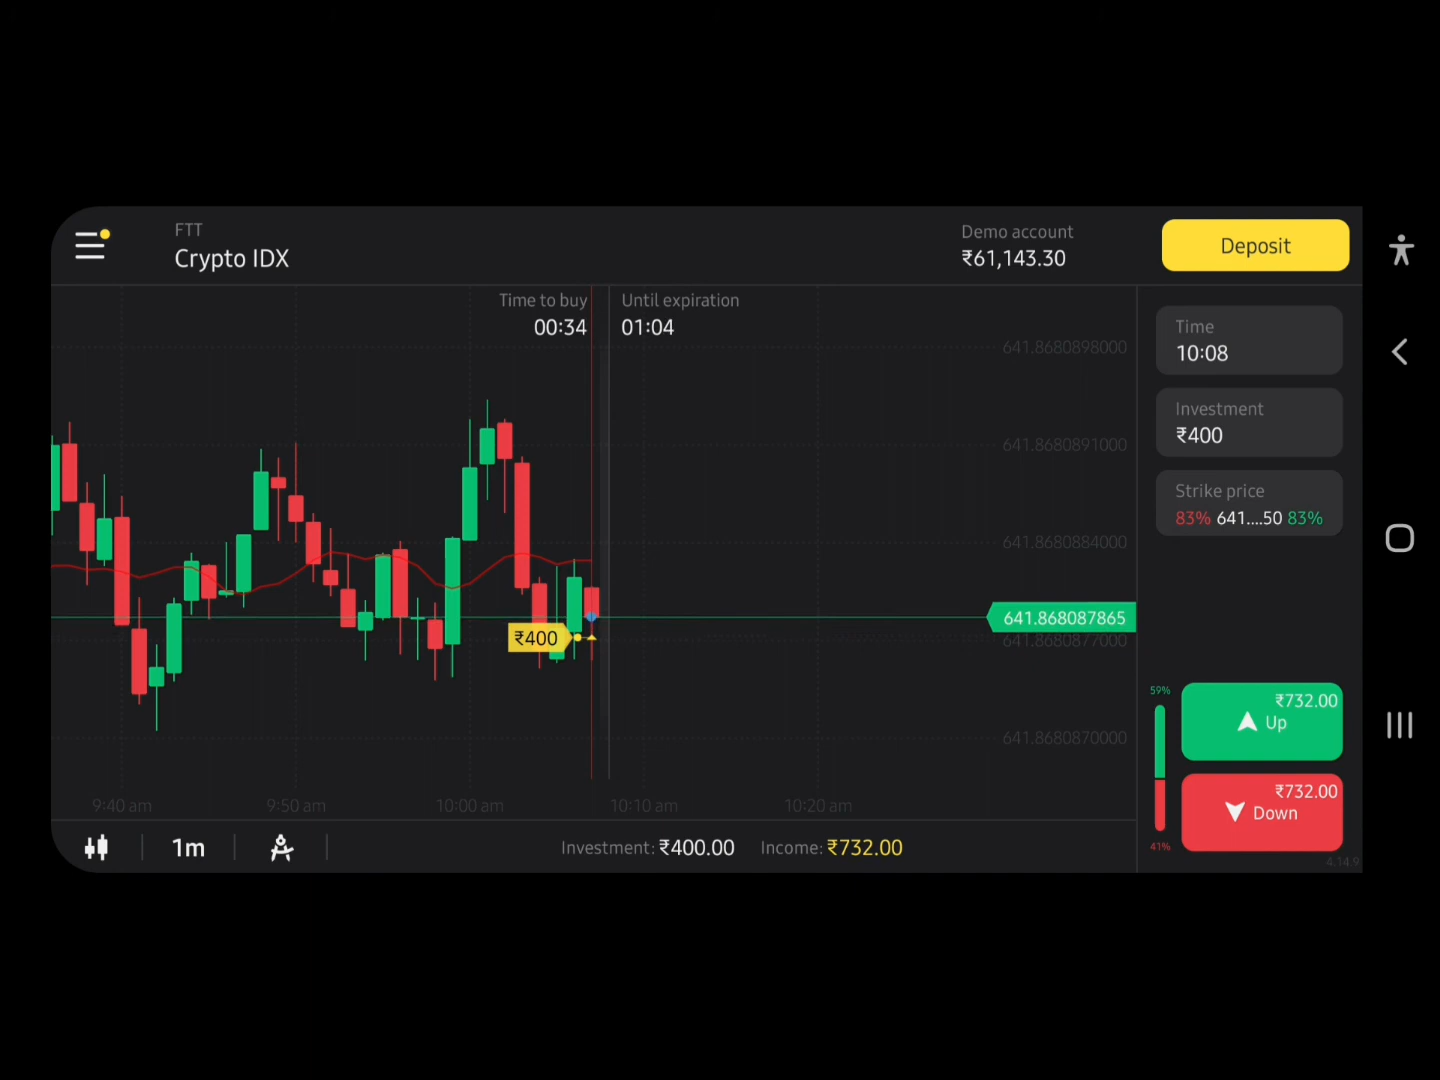 FTT
Crypto IDX
Demo account
₹61,143.30
Deposit
Time to buy
00:34
Until expiration
01:04
641.8680898000
641.8680891000
641.8680884000
641.868087865
641.8680877000
641.8680870000
₹400
9:40 am
9:50 am
10:00 am
10:10 am
10:20 am
1m
Investment: ₹400.00
Income: ₹732.00
Time
10:08
Investment
₹400
Strike price
83% 641....50 83%
59%
₹732.00
Up
₹732.00
Down
41%
4.14.9